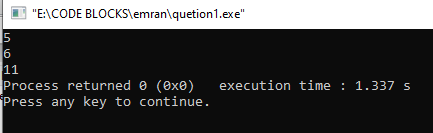 "E:\CODE BLOCKS\emran\quetion1.exe"
5
6
11
Process returned 0 (0x0)   execution time : 1.337 s
Press any key to continue.